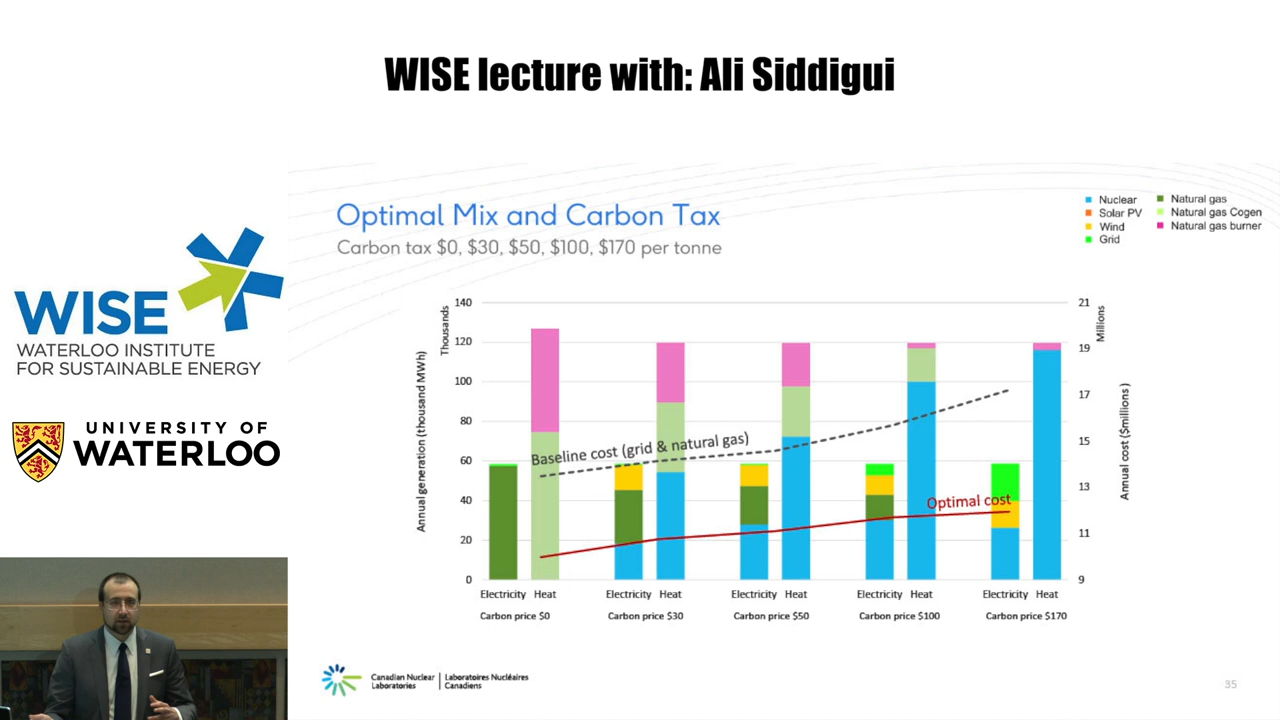 WISE lecture with: Ali Siddigui
WISE
WATERLOO INSTITUTE
FOR SUSTAINABLE ENERGY
UNIVERSITY OF
WATERLOO
Optimal Mix and Carbon Tax
Carbon tax $0, $30, $50, $100, $170 per tonne
Nuclear
Solar PV
Wind
Grid
Natural gas
Natural gas Cogen
Natural gas burner
Annual generation (thousand MWh)
Thousands
140
120
100
80
60
40
20
0
Baseline cost (grid & natural gas)
Optimal cost
21
19
17
15
13
11
9
Millions
Annual cost ($millions )
Electricity Heat Electricity Heat Electricity Heat Electricity Heat Electricity Heat
Carbon price $0 Carbon price $30 Carbon price $50 Carbon price $100 Carbon price $170
Canadian Nuclear Laboratories
Laboratoires Nucléaires Canadiens
35